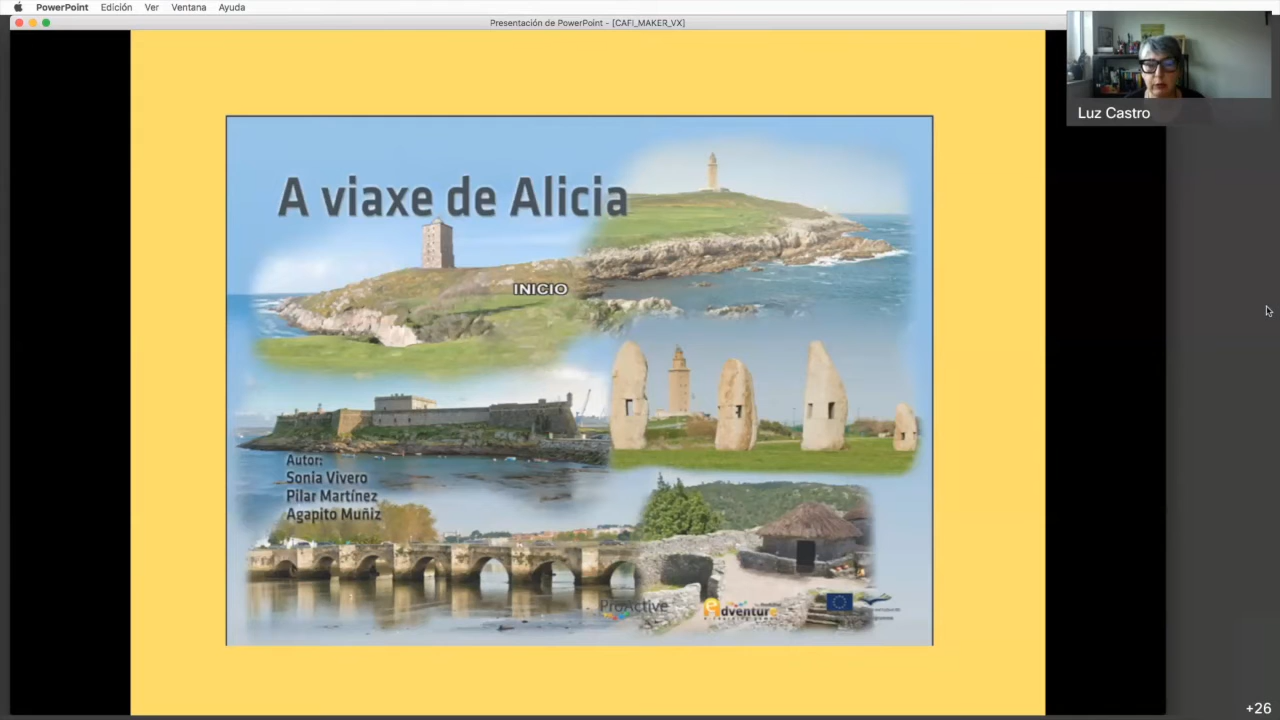 PowerPoint Edición Ver Ventana Ayuda
Presentación de PowerPoint - [CAFI_MAKER_VX]
Luz Castro
A viaxe de Alicia
INICIO
Autor:
Sonia Vivero
Pilar Martínez
Agapito Muñiz
ProActive
eAdventure
+26